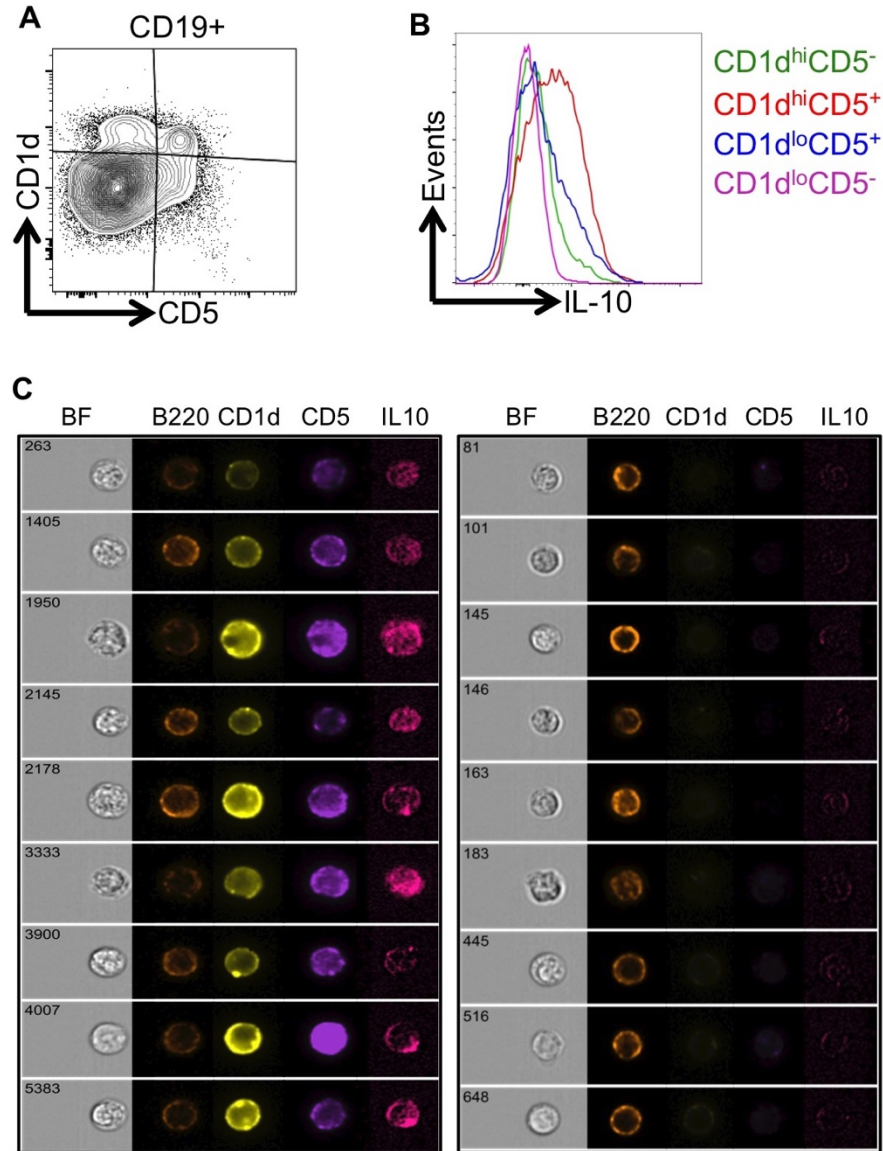 A
CD19+
CD1d
CD5
B
Events
IL-10
CD1dhiCD5-
CD1dhiCD5+
CD1dloCD5+
CD1dloCD5-
C
BF B220 CD1d CD5 IL10
263
1405
1950
2145
2178
3333
3900
4007
5383
BF B220 CD1d CD5 IL10
81
101
145
146
163
183
445
516
648